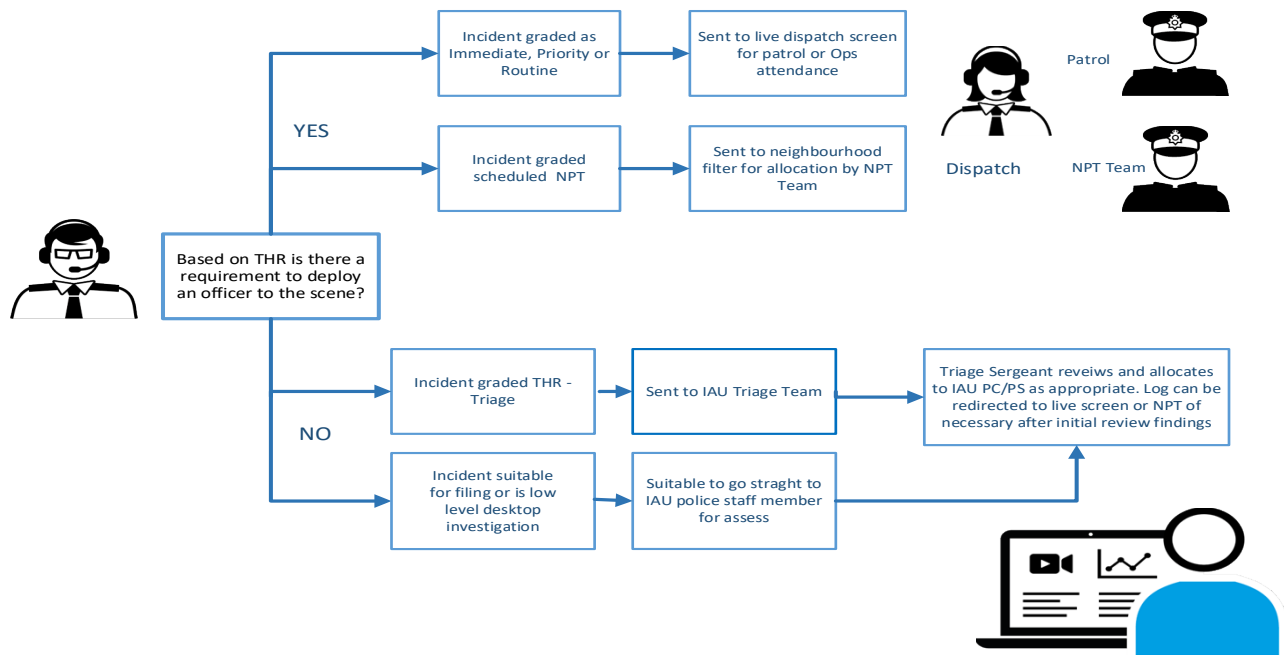 Incident graded as
Immediate, Priority or
Routine
Sent to live dispatch screen
for patrol or Ops
attendance
Patrol
YES
Incident graded
scheduled NPT
Sent to neighbourhood
filter for allocation by NPT
Team
Dispatch
NPT Team
Based on THR is there a
requirement to deploy
an officer to the scene?
NO
Incident graded THR -
Triage
Sent to IAU Triage Team
Triage Sergeant reveiws and allocates
to IAU PC/PS as appropriate. Log can be
redirected to live screen or NPT of
necessary after initial review findings
Incident suitable
for filing or is low
level desktop
investigation
Suitable to go straght to
IAU police staff member
for assess